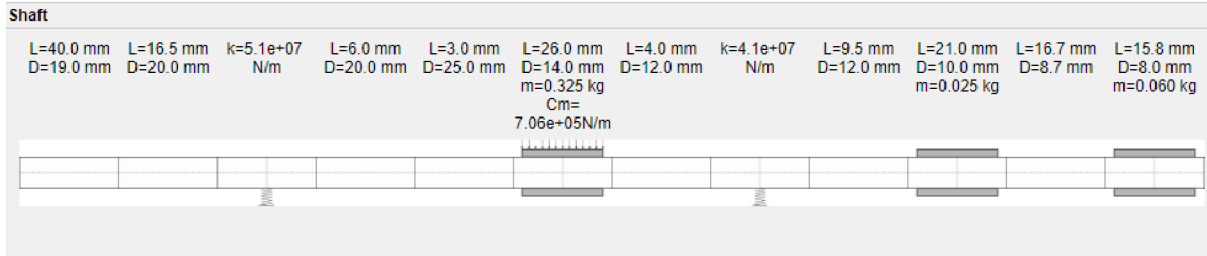 Shaft
L=40.0 mm L=16.5 mm k=5.1e+07 L=6.0 mm L=3.0 mm L=26.0 mm L=4.0 mm k=4.1e+07 L=9.5 mm L=21.0 mm L=16.7 mm L=15.8 mm
D=19.0 mm D=20.0 mm N/m D=20.0 mm D=25.0 mm D=14.0 mm D=12.0 mm N/m D=12.0 mm D=10.0 mm D=8.7 mm D=8.0 mm
m=0.325 kg m=0.025 kg m=0.060 kg
Cm=
7.06e+05N/m